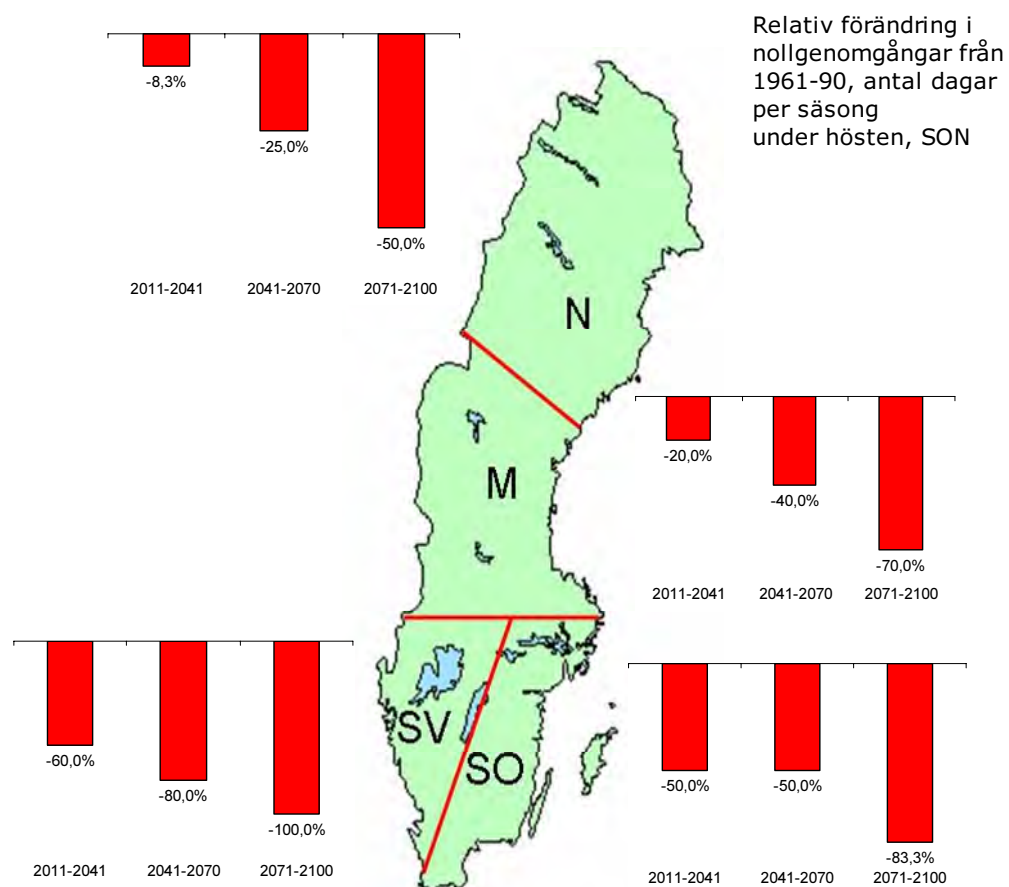 Relativ förändring i
nollgenomgångar från
1961-90, antal dagar
per säsong
under hösten, SON
-8,3%
-25,0%
-50,0%
2011-2041 2041-2070 2071-2100
N
-20,0%
-40,0%
-70,0%
2011-2041 2041-2070 2071-2100
M
-60,0%
-80,0%
-100,0%
2011-2041 2041-2070 2071-2100
SV
SO
-50,0% -50,0%
-83,3%
2011-2041 2041-2070 2071-2100